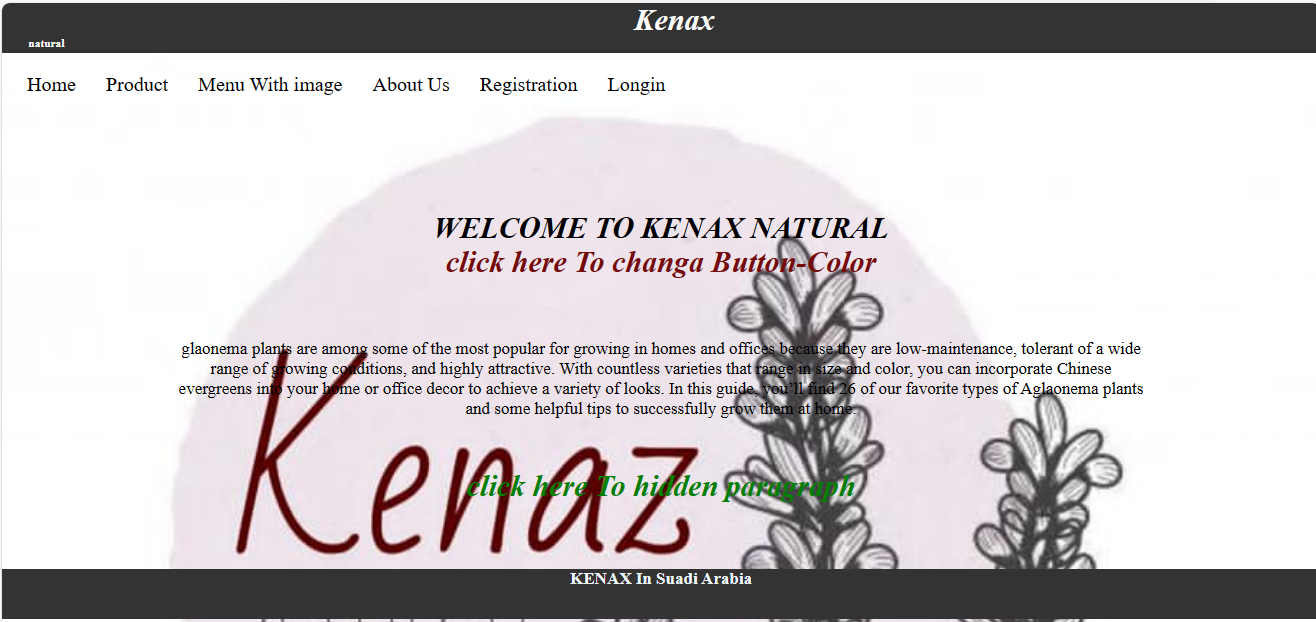 Kenax
natural
Home Product Menu With image About Us Registration Longin
WELCOME TO KENAX NATURAL
click here To changa Button-Color
glaonema plants are among some of the most popular for growing in homes and offices because they are low-maintenance, tolerant of a wide
range of growing conditions, and highly attractive. With countless varieties that range in size and color, you can incorporate Chinese
evergreens into your home or office decor to achieve a variety of looks. In this guide, you'll find 26 of our favorite types of Aglaonema plants
and some helpful tips to successfully grow them at home.
Kenaz
click here To hidden paragraph
KENAX In Suadi Arabia